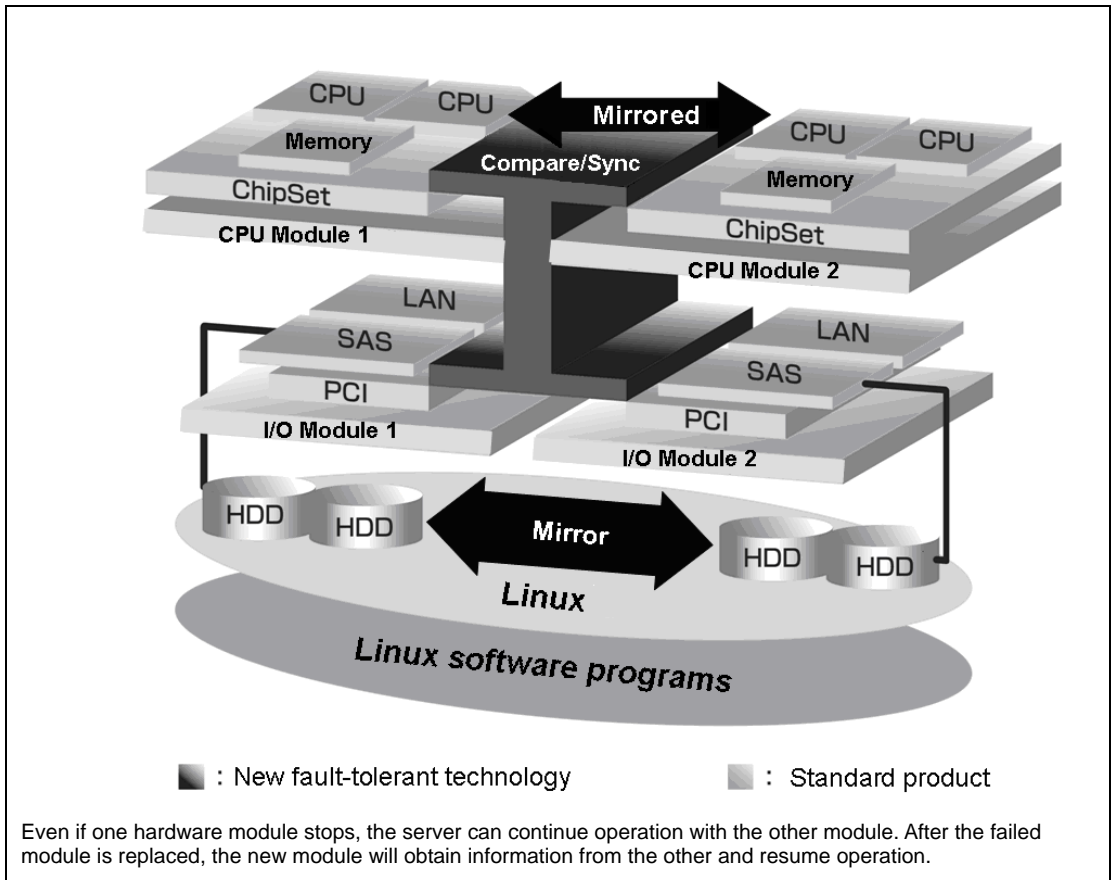 CPU
CPU
Mirrored
CPU
CPU
Memory
Compare/Sync
Memory
ChipSet
ChipSet
CPU Module 1
CPU Module 2
LAN
LAN
SAS
SAS
PCI
PCI
I/O Module 1
I/O Module 2
HDD
HDD
Mirror
HDD
HDD
Linux
Linux software programs
: New fault-tolerant technology
: Standard product
Even if one hardware module stops, the server can continue operation with the other module. After the failed
module is replaced, the new module will obtain information from the other and resume operation.